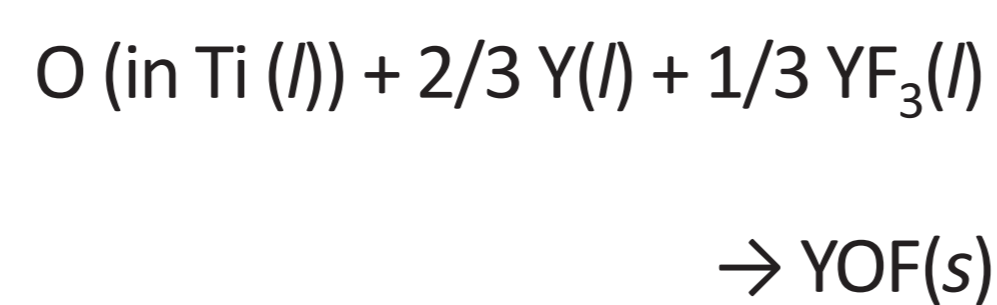 O (in Ti (l)) + 2/3 Y(l) + 1/3 YF₃(l)
→ YOF(s)